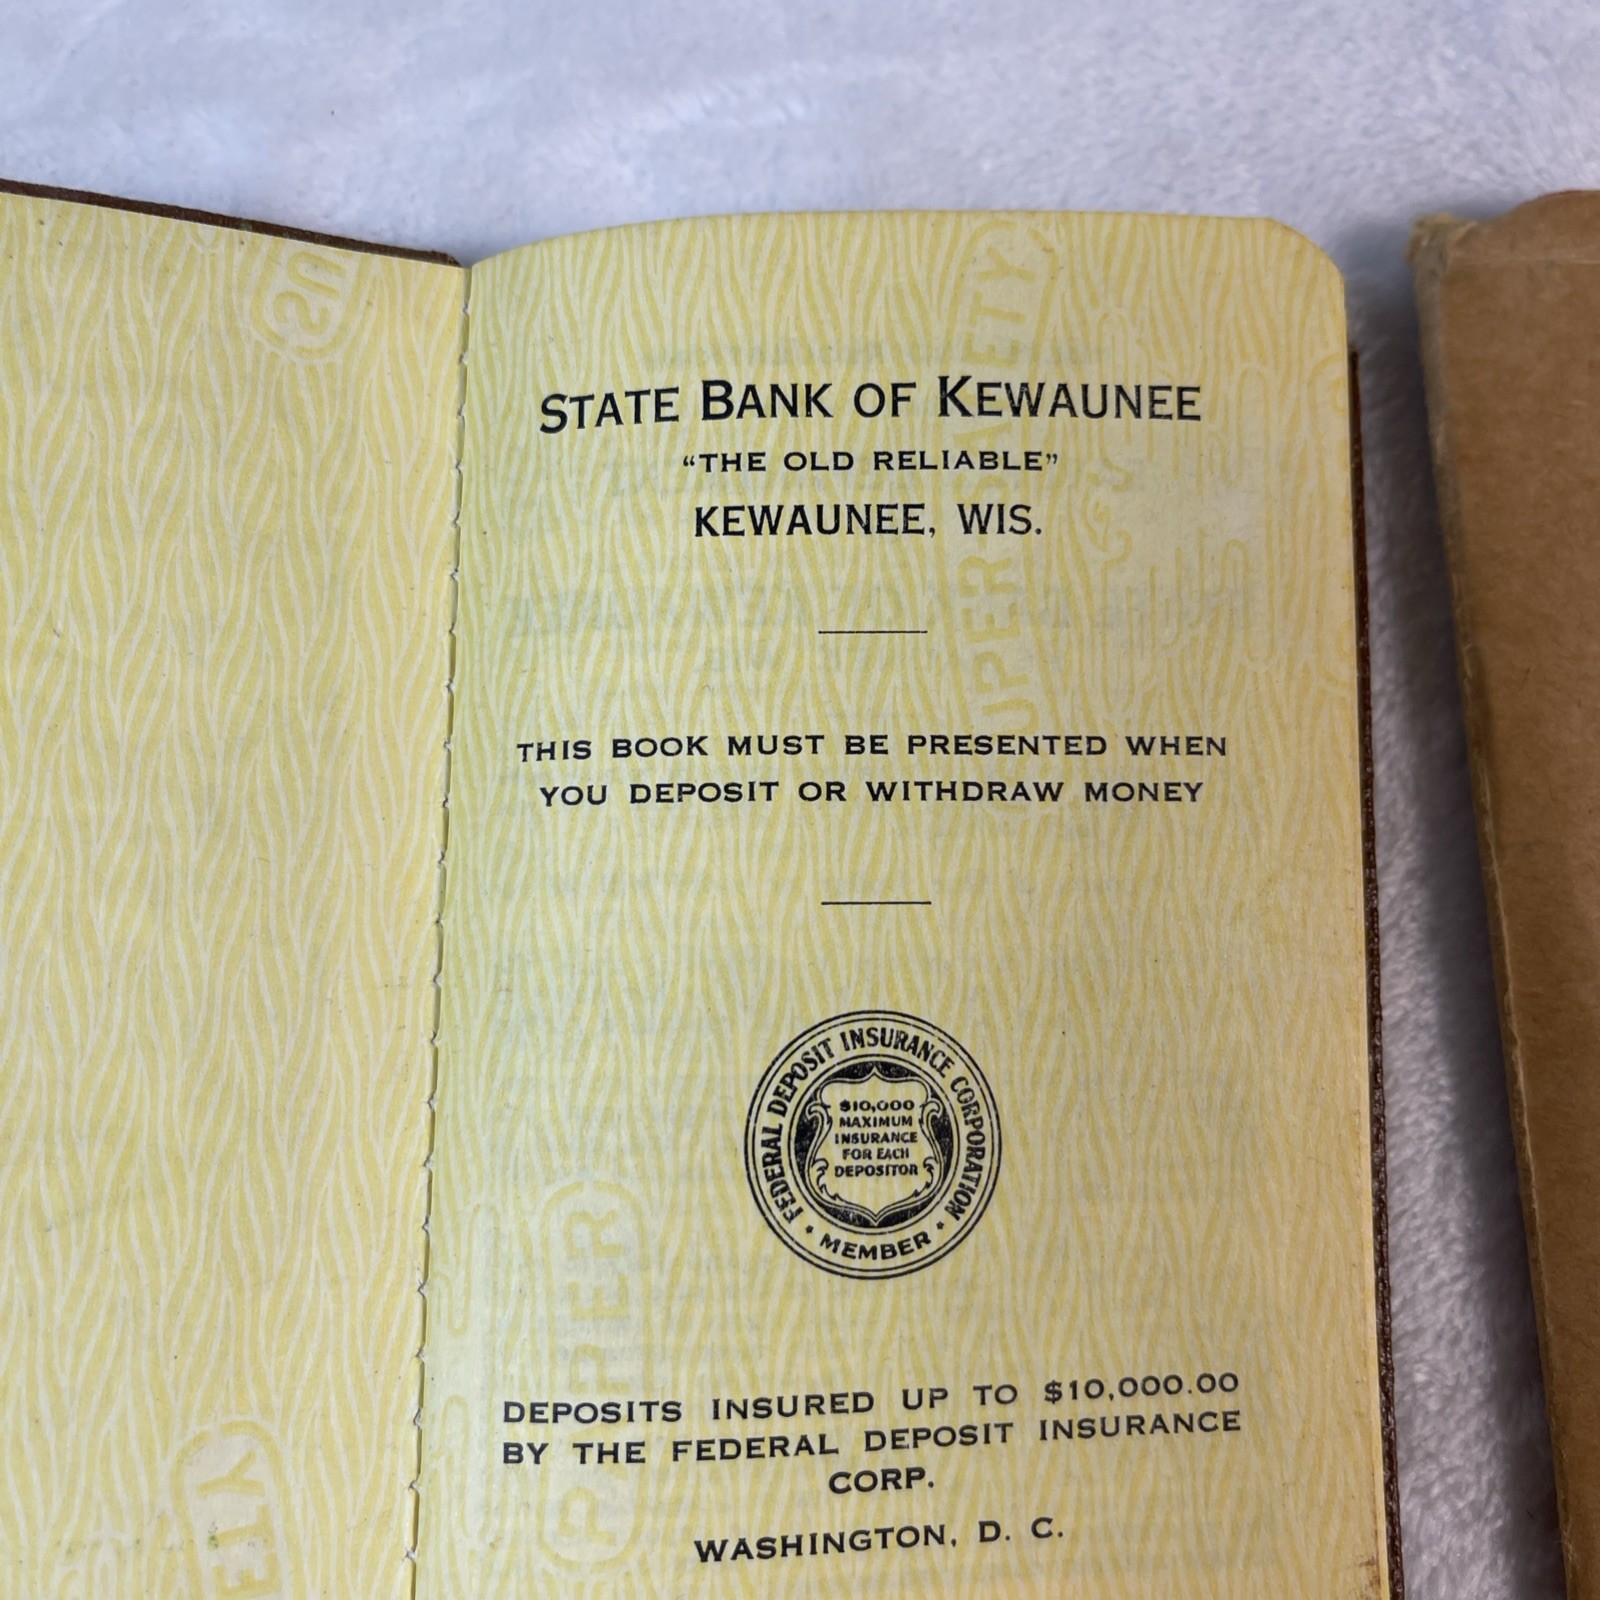 STATE BANK OF KEWAUNEE
“THE OLD RELIABLE”
KEWAUNEE, WIS.
THIS BOOK MUST BE PRESENTED WHEN
YOU DEPOSIT OR WITHDRAW MONEY
FEDERAL DEPOSIT INSURANCE CORPORATION
$10,000
MAXIMUM
INSURANCE
FOR EACH
DEPOSITOR
• MEMBER •
DEPOSITS INSURED UP TO $10,000.00
BY THE FEDERAL DEPOSIT INSURANCE
CORP.
WASHINGTON, D. C.